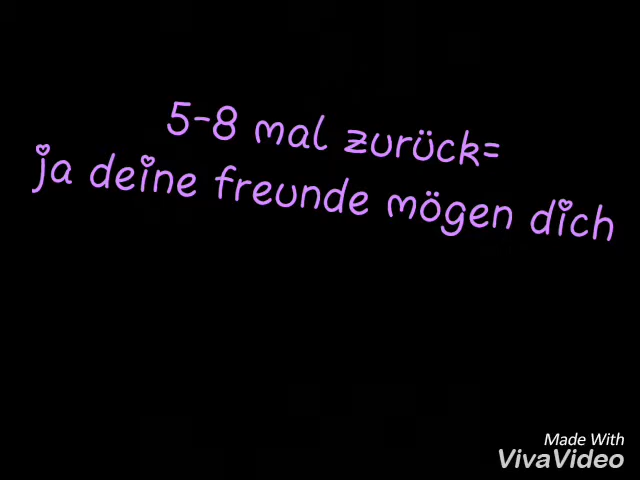 5-8 mal zurück=
ja deine freunde mögen dich
Made With
VivaVideo